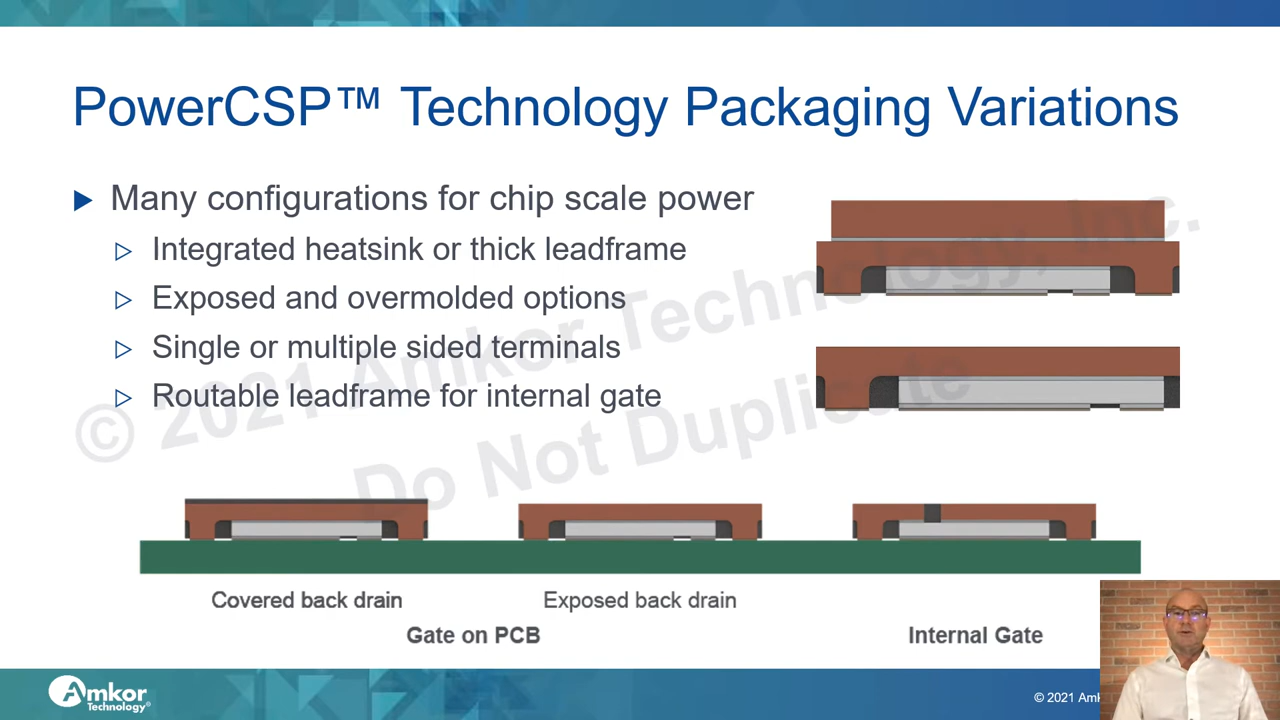 PowerCSP™ Technology Packaging Variations
Many configurations for chip scale power
Integrated heatsink or thick leadframe
Exposed and overmolded options
Single or multiple sided terminals
Routable leadframe for internal gate
© 2021 Amkor Technology, Inc.
Do Not Duplicate
Covered back drain
Exposed back drain
Gate on PCB
Internal Gate
Amkor
Technology®
© 2021